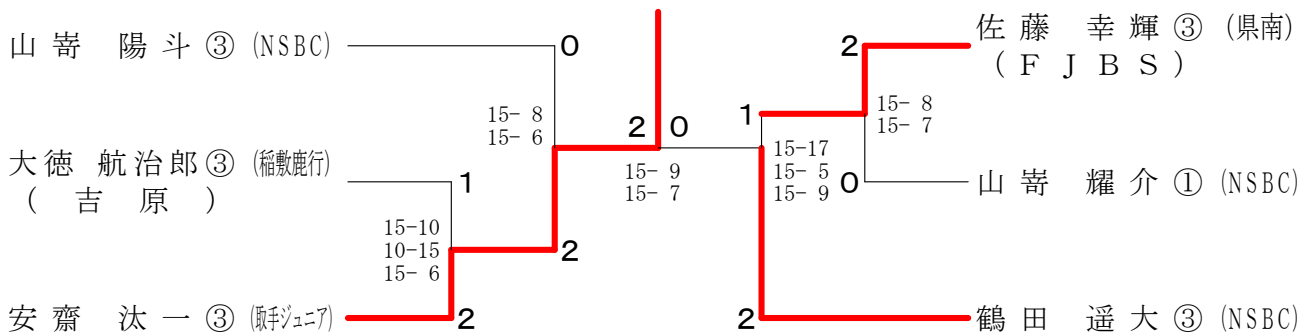 山嵜 陽斗③ (NSBC)
0
15- 8
15- 6
大徳 航治郎③ (稲敷鹿行)
(吉原)
1
15-10
10-15
15- 6
2
安齋 汰一③ (取手ジュニア)
2
2 0
15- 9
15- 7
佐藤 幸輝③ (県南)
(FJBS)
2
15- 8
15- 7
1
15-17
15- 5
15- 9
0
山嵜 耀介① (NSBC)
2
鶴田 遥大③ (NSBC)